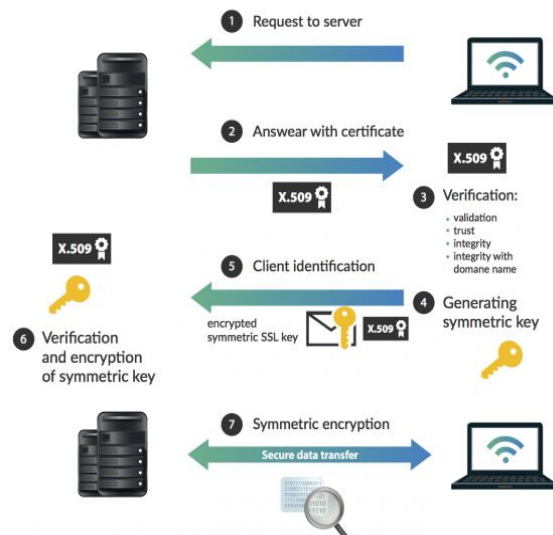 1 Request to server
2 Answear with certificate
X.509
X.509
3 Verification:
• validation
• trust
• integrity
• integrity with
domane name
X.509
5 Client identification
encrypted
symmetric SSL key
X.509
4 Generating
symmetric key
6 Verification
and encryption
of symmetric key
7 Symmetric encryption
Secure data transfer